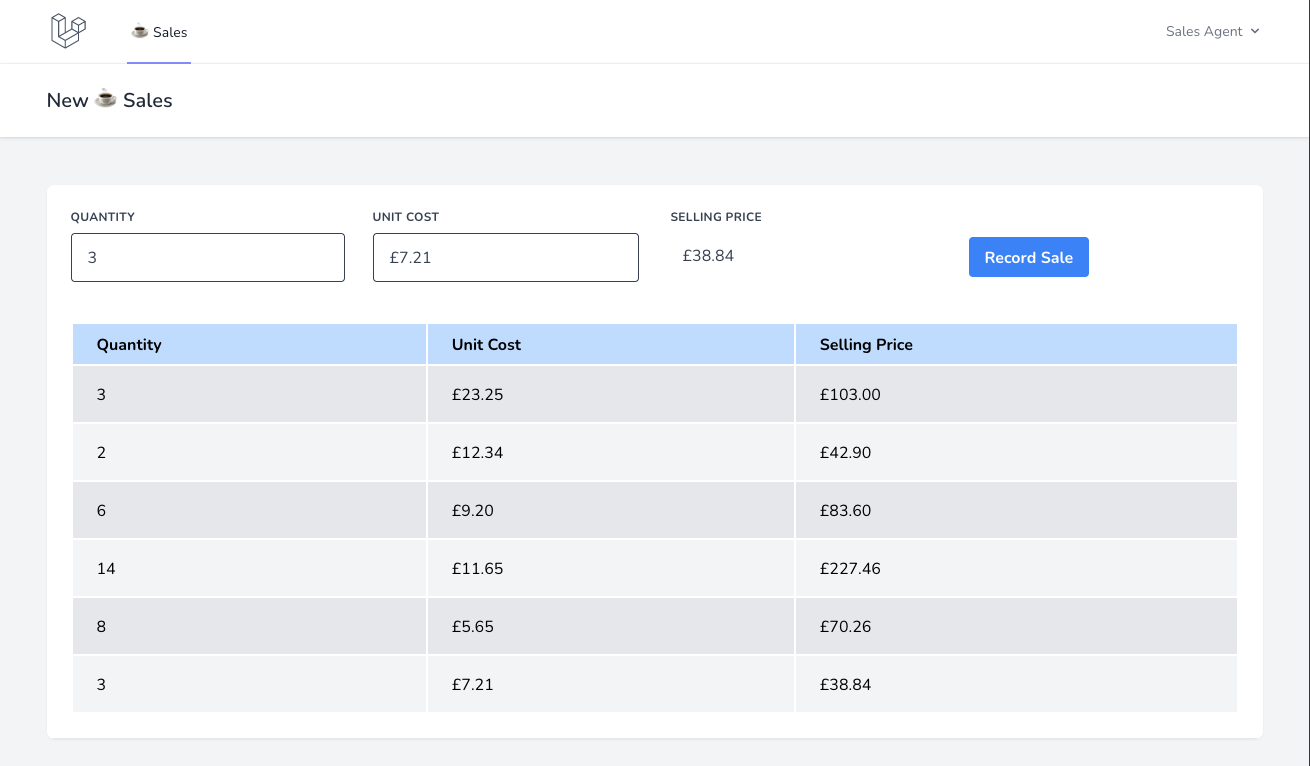 ☕ Sales Sales Agent
New ☕ Sales
QUANTITY UNIT COST SELLING PRICE
3 £7.21 £38.84 Record Sale
Quantity Unit Cost Selling Price
3 £23.25 £103.00
2 £12.34 £42.90
6 £9.20 £83.60
14 £11.65 £227.46
8 £5.65 £70.26
3 £7.21 £38.84